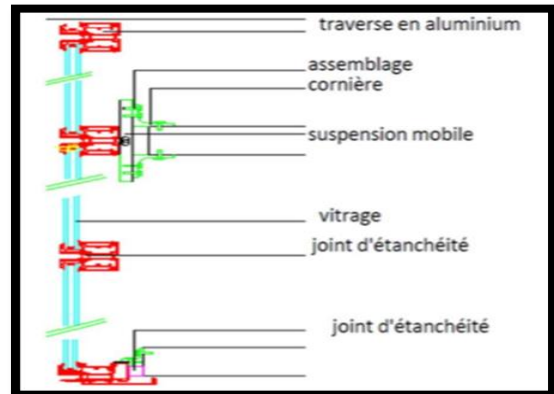 traverse en aluminium
assemblage
cornière
suspension mobile
vitrage
joint d'étanchéité
joint d'étanchéité